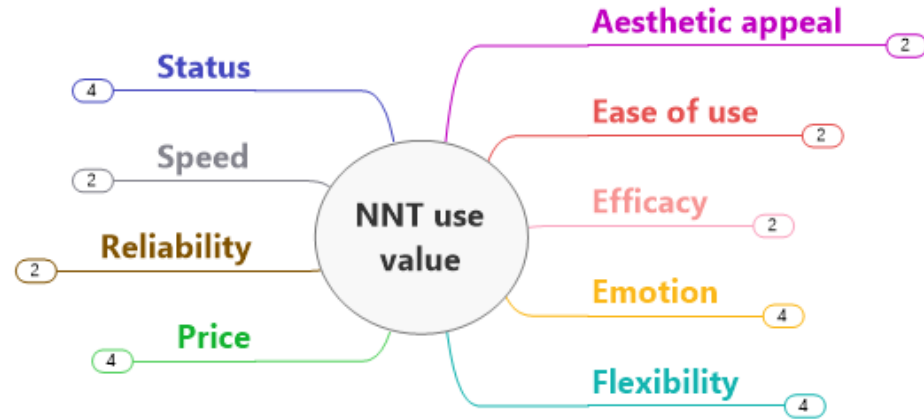 Aesthetic appeal
2
Status
4
Ease of use
2
Speed
2
NNT use
value
Efficacy
2
Reliability
2
Emotion
4
Price
4
Flexibility
4